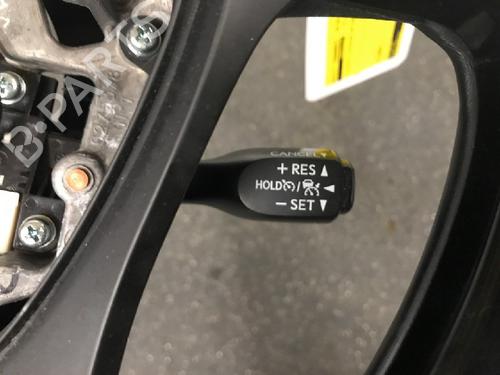 CANCEL
+ RES ▲
HOLD / ◀
− SET ▼
B-PARTS